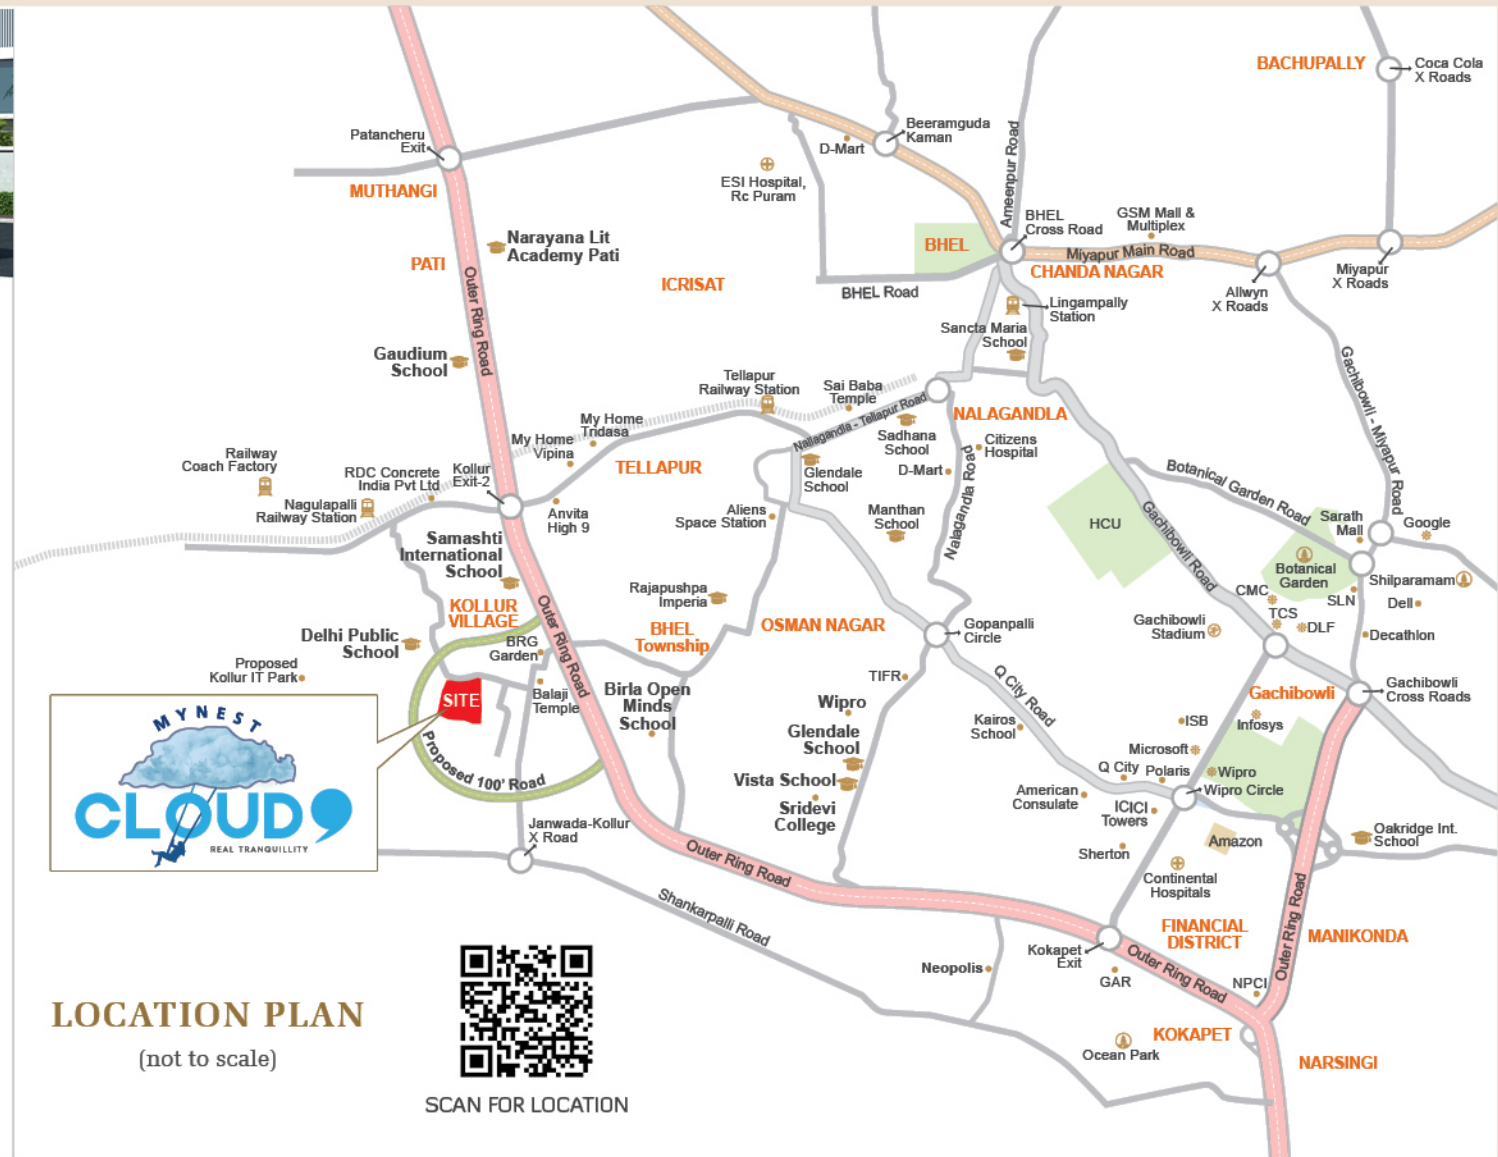 BACHUPALLY
Coca Cola
X Roads
Beeramguda
Kaman
Patancheru
Exit
D-Mart
Ameenpur Road
MUTHANGI
ESI Hospital,
Rc Puram
BHEL
Cross Road
GSM Mall &
Multiplex
Narayana Lit
Academy Pati
BHEL
Miyapur Main Road
PATI
CHANDA NAGAR
Miyapur
X Roads
ICRISAT
BHEL Road
Allwyn
X Roads
Outer Ring Road
Lingampally
Station
Sancta Maria
School
Gaudium
School
Gachibowli - Miyapur Road
Tellapur
Railway Station
Sai Baba
Temple
Nallagandla - Tellapur Road
NALAGANDLA
My Home
Tridasa
My Home
Vipina
Sadhana
School
Citizens
Hospital
Railway
Coach Factory
RDC Concrete
India Pvt Ltd
Kollur
Exit-2
TELLAPUR
Glendale
School
D-Mart
Nalagandla Road
Botanical Garden Road
Nagulapalli
Railway Station
Anvita
High 9
Aliens
Space Station
Manthan
School
HCU
Gachibowli Road
Sarath
Mall
Google
Samashti
International
School
Botanical
Garden
Shilparamam
Rajapushpa
Imperia
CMC
SLN
Dell
KOLLUR
VILLAGE
Outer Ring Road
TCS
DLF
Delhi Public
School
BRG
Garden
BHEL
Township
OSMAN NAGAR
Gopanpalli
Circle
Gachibowli
Stadium
Decathlon
Proposed
Kollur IT Park
TIFR
Q City Road
SITE
Balaji
Temple
Birla Open
Minds
School
Wipro
Gachibowli
Gachibowli
Cross Roads
MYNEST
CLOUD9
REAL TRANQUILLITY
Kairos
School
ISB
Infosys
Glendale
School
Microsoft
Proposed 100' Road
Vista School
Q City
Polaris
Wipro
Wipro Circle
American
Consulate
Sridevi
College
ICICI
Towers
Janwada-Kollur
X Road
Oakridge Int.
School
Outer Ring Road
Sherton
Amazon
Continental
Hospitals
Shankarpalli Road
FINANCIAL
DISTRICT
Outer Ring Road
MANIKONDA
Kokapet
Exit
Outer Ring Road
Neopolis
GAR
NPCI
LOCATION PLAN
(not to scale)
KOKAPET
Ocean Park
NARSINGI
SCAN FOR LOCATION